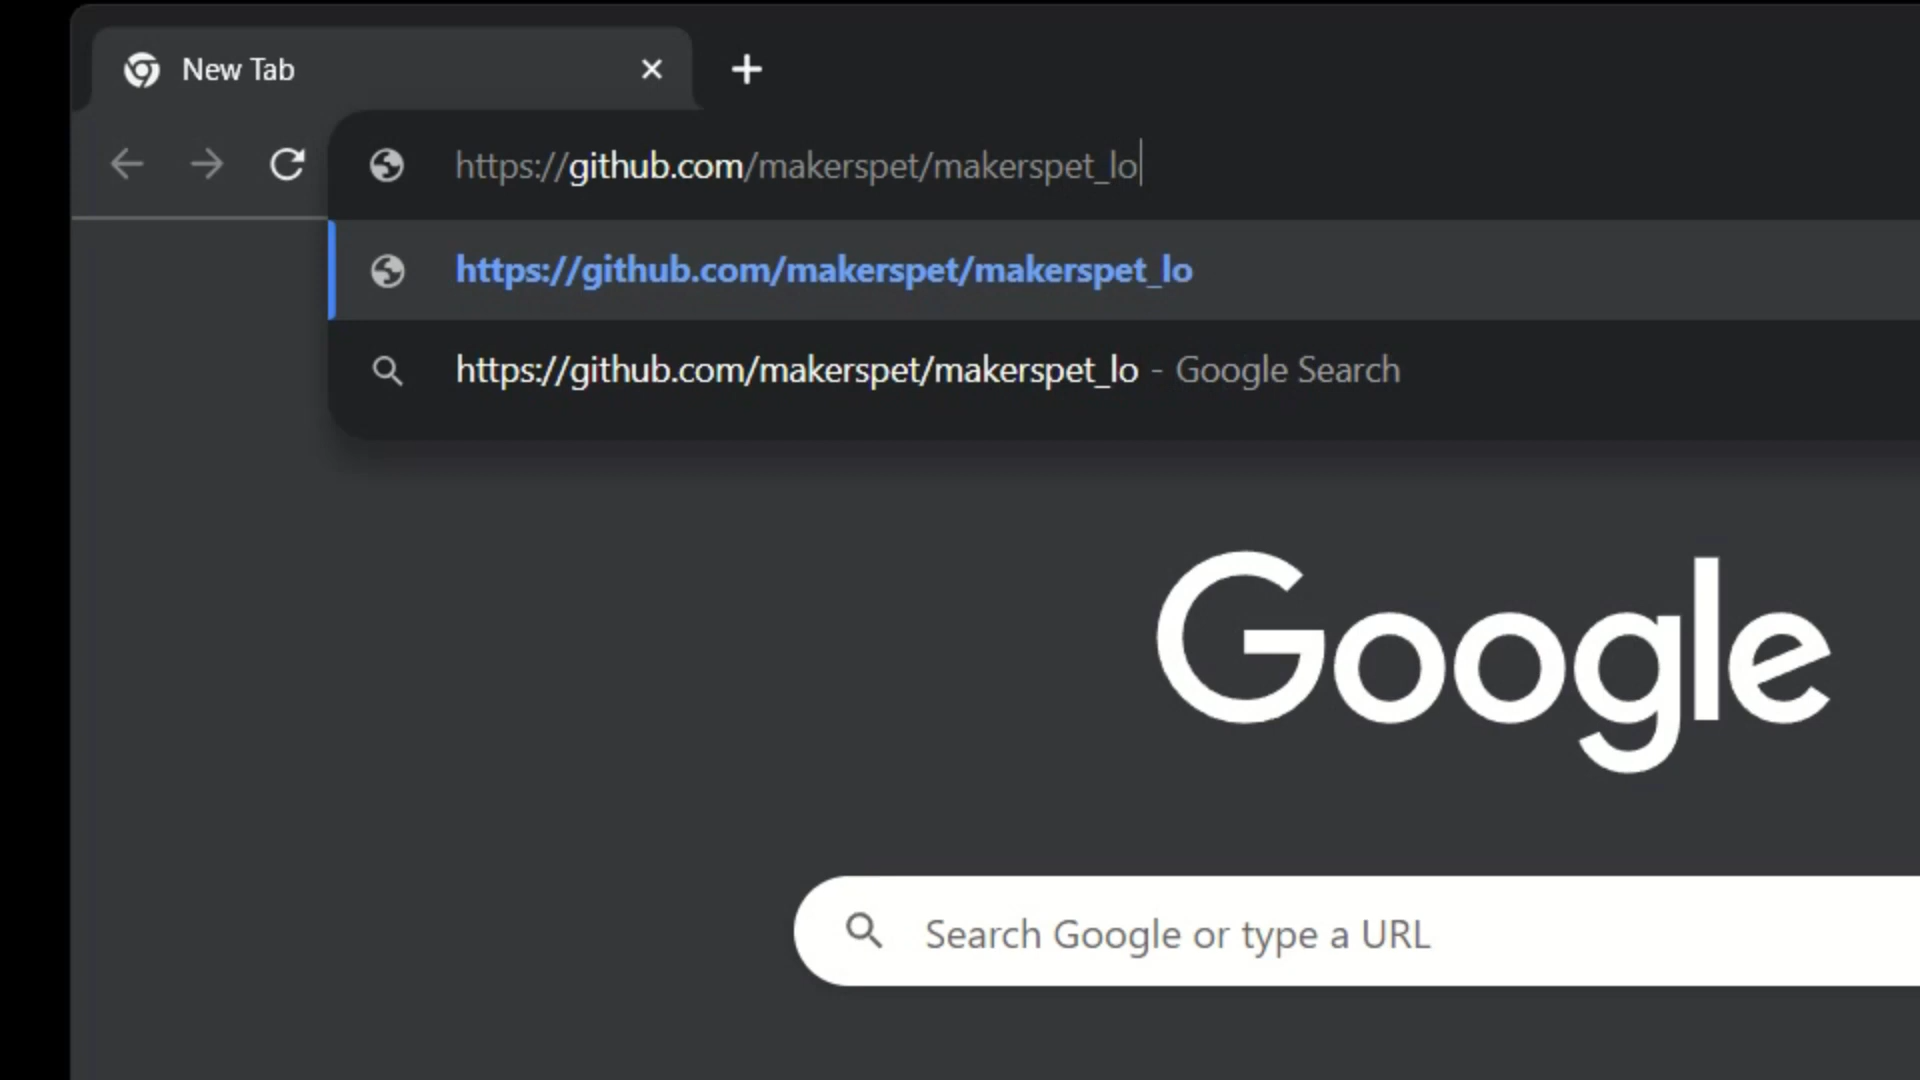 New Tab
https://github.com/makerspet/makerspet_lo
https://github.com/makerspet/makerspet_lo
https://github.com/makerspet/makerspet_lo - Google Search
Google
Search Google or type a URL